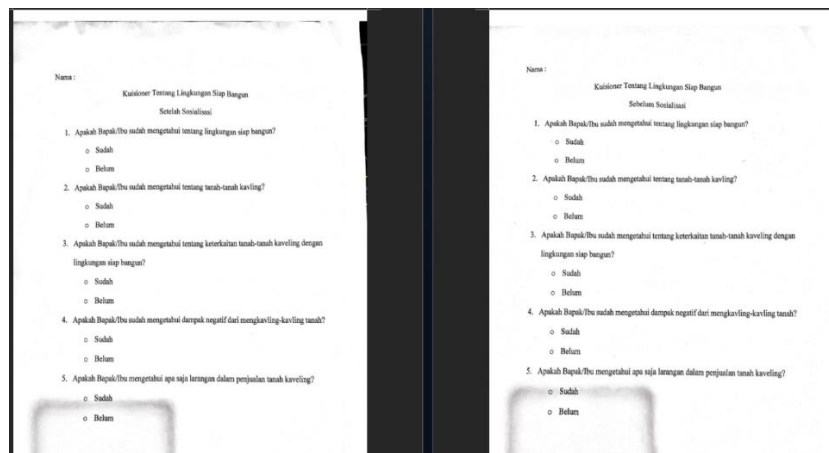 Nama :
Kuisioner Tentang Lingkungan Siap Bangun
Setelah Sosialisasi
1. Apakah Bapak/Ibu sudah mengetahui tentang lingkungan siap bangun?
o Sudah
o Belum
2. Apakah Bapak/Ibu sudah mengetahui tentang tanah-tanah kavling?
o Sudah
o Belum
3. Apakah Bapak/Ibu sudah mengetahui tentang keterkaitan tanah-tanah kaveling dengan
lingkungan siap bangun?
o Sudah
o Belum
4. Apakah Bapak/Ibu sudah mengetahui dampak negatif dari mengkavling-kavling tanah?
o Sudah
o Belum
5. Apakah Bapak/Ibu mengetahui apa saja larangan dalam penjualan tanah kaveling?
o Sudah
o Belum
Nama :
Kuisioner Tentang Lingkungan Siap Bangun
Sebelum Sosialisasi
1. Apakah Bapak/Ibu sudah mengetahui tentang lingkungan siap bangun?
o Sudah
o Belum
2. Apakah Bapak/Ibu sudah mengetahui tentang tanah-tanah kavling?
o Sudah
o Belum
3. Apakah Bapak/Ibu sudah mengetahui tentang keterkaitan tanah-tanah kaveling dengan
lingkungan siap bangun?
o Sudah
o Belum
4. Apakah Bapak/Ibu sudah mengetahui dampak negatif dari mengkavling-kavling tanah?
o Sudah
o Belum
5. Apakah Bapak/Ibu mengetahui apa saja larangan dalam penjualan tanah kaveling?
o Sudah
o Belum